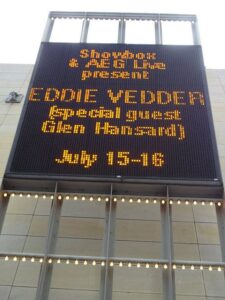 Showbox
& AEG Live
present
EDDIE VEDDER
(special guest
Glen Hansard)
July 15-16